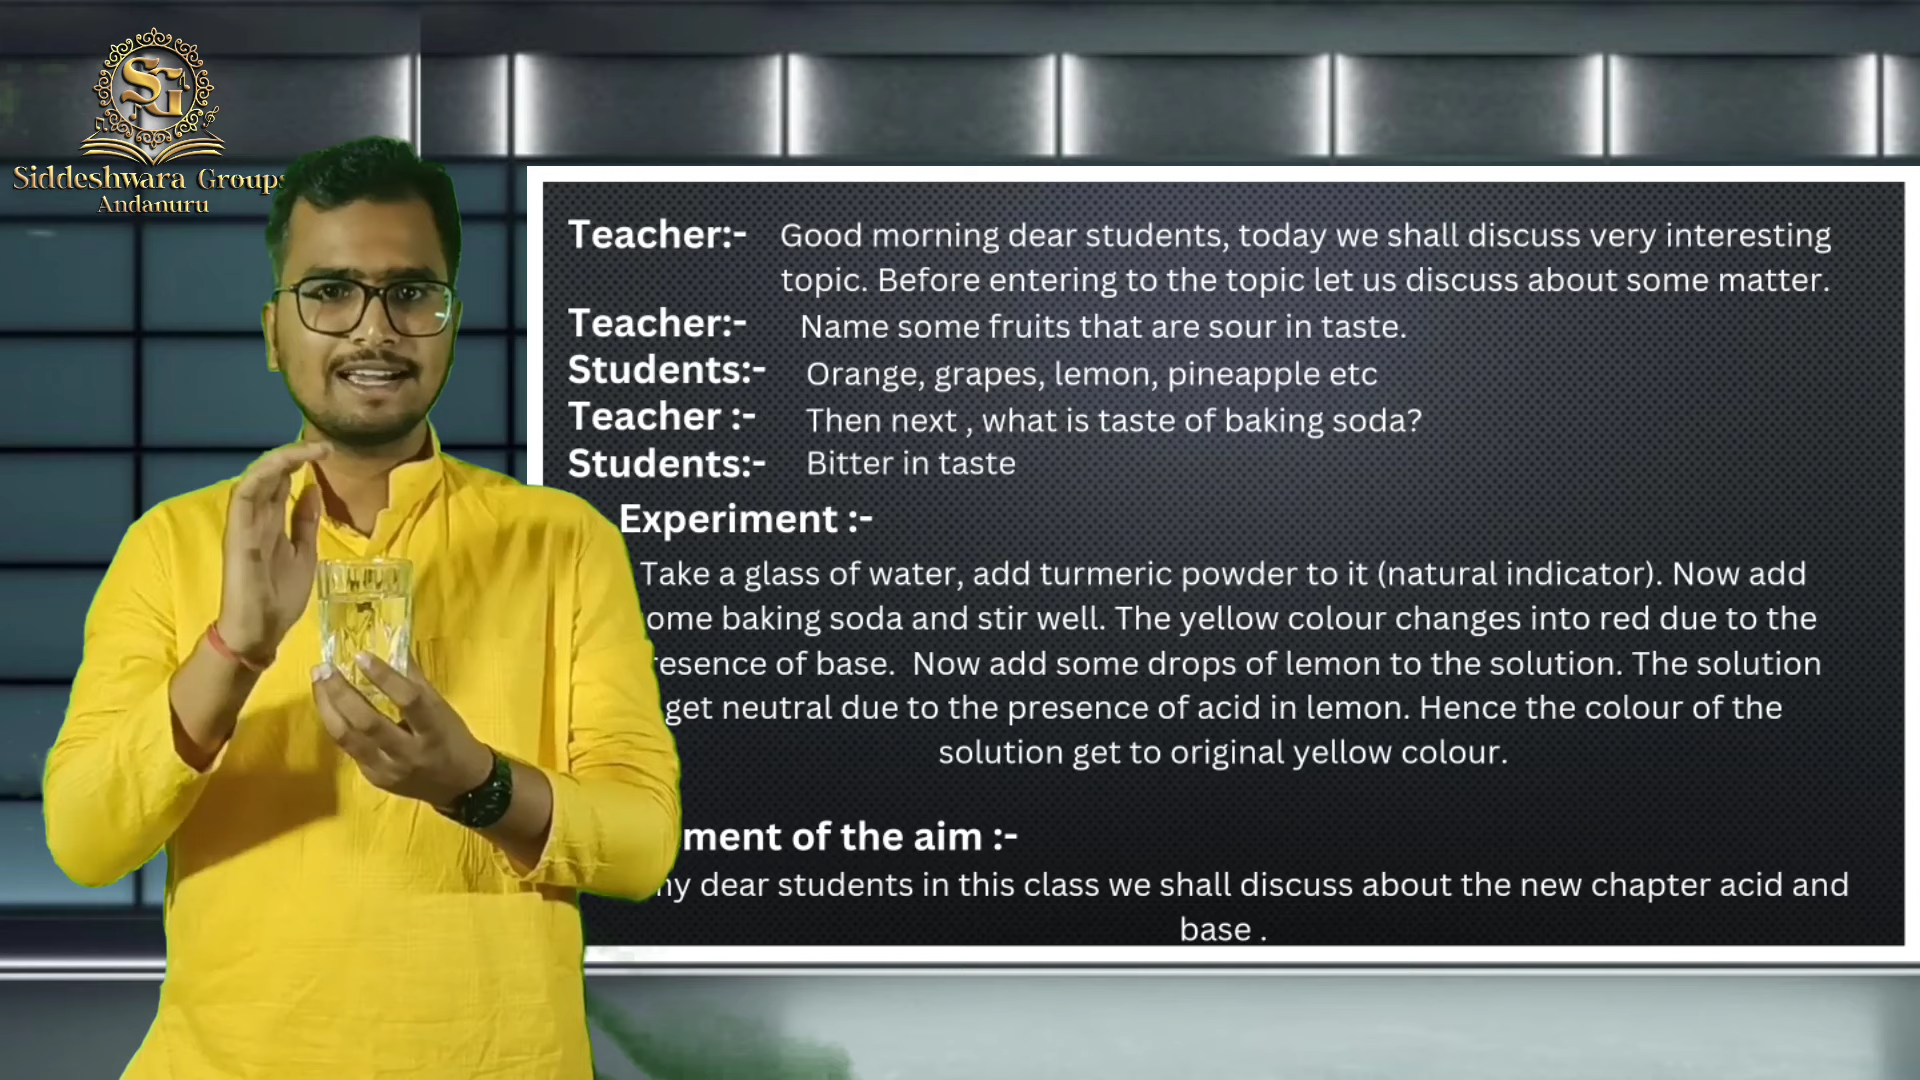 SG
Siddeshwara Groups
Andanuru
Teacher:- Good morning dear students, today we shall discuss very interesting
topic. Before entering to the topic let us discuss about some matter.
Teacher:- Name some fruits that are sour in taste.
Students:- Orange, grapes, lemon, pineapple etc
Teacher :- Then next , what is taste of baking soda?
Students:- Bitter in taste
Experiment :-
Take a glass of water, add turmeric powder to it (natural indicator). Now add
ome baking soda and stir well. The yellow colour changes into red due to the
resence of base. Now add some drops of lemon to the solution. The solution
get neutral due to the presence of acid in lemon. Hence the colour of the
solution get to original yellow colour.
ment of the aim :-
my dear students in this class we shall discuss about the new chapter acid and
base .